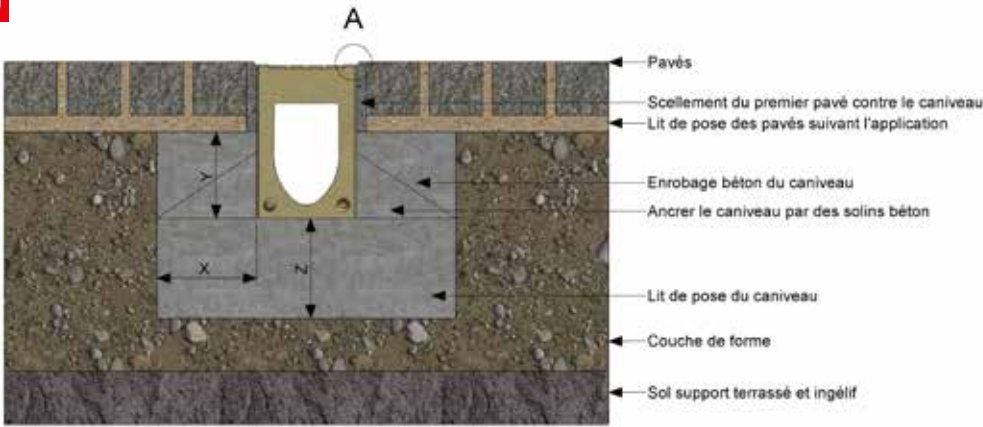 A
Pavés
Scellement du premier pavé contre le caniveau
Lit de pose des pavés suivant l'application
Y
Enrobage béton du caniveau
Ancrer le caniveau par des solins béton
X
Z
Lit de pose du caniveau
Couche de forme
Sol support terrassé et ingélif